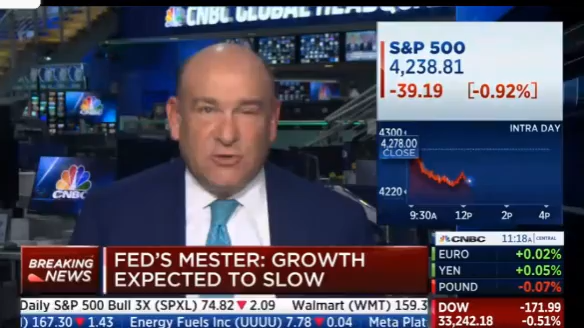 CNBC GLOBAL HEADQ
S&P 500
4,238.81
-39.19 [-0.92%]
INTRA DAY
4300
4,278.00
CLOSE
4220
9:30A 12P 2P 4P
CNBC
CNBC 11:18A CENTRAL
EURO +0.02%
YEN +0.05%
POUND -0.07%
DOW -171.99
33,242.18 -0.51%
BREAKING
NEWS
FED'S MESTER: GROWTH
EXPECTED TO SLOW
Daily S&P 500 Bull 3X (SPXL) 74.82 ▼ 2.09 Walmart (WMT) 159.3
) 167.30 ▼ 1.43 Energy Fuels Inc (UUUU) 7.78 ▼ 0.04 Meta Plat